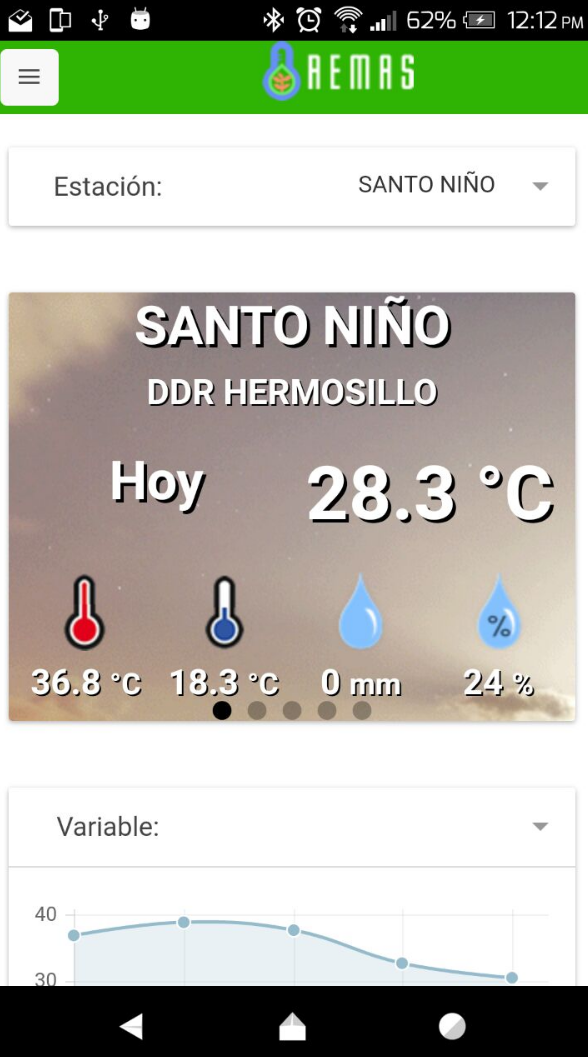 62% 12:12 PM
REMAS
Estación: SANTO NIÑO
SANTO NIÑO
DDR HERMOSILLO
Hoy 28.3 °C
%
36.8 °C 18.3 °C 0 mm 24 %
Variable:
40
30